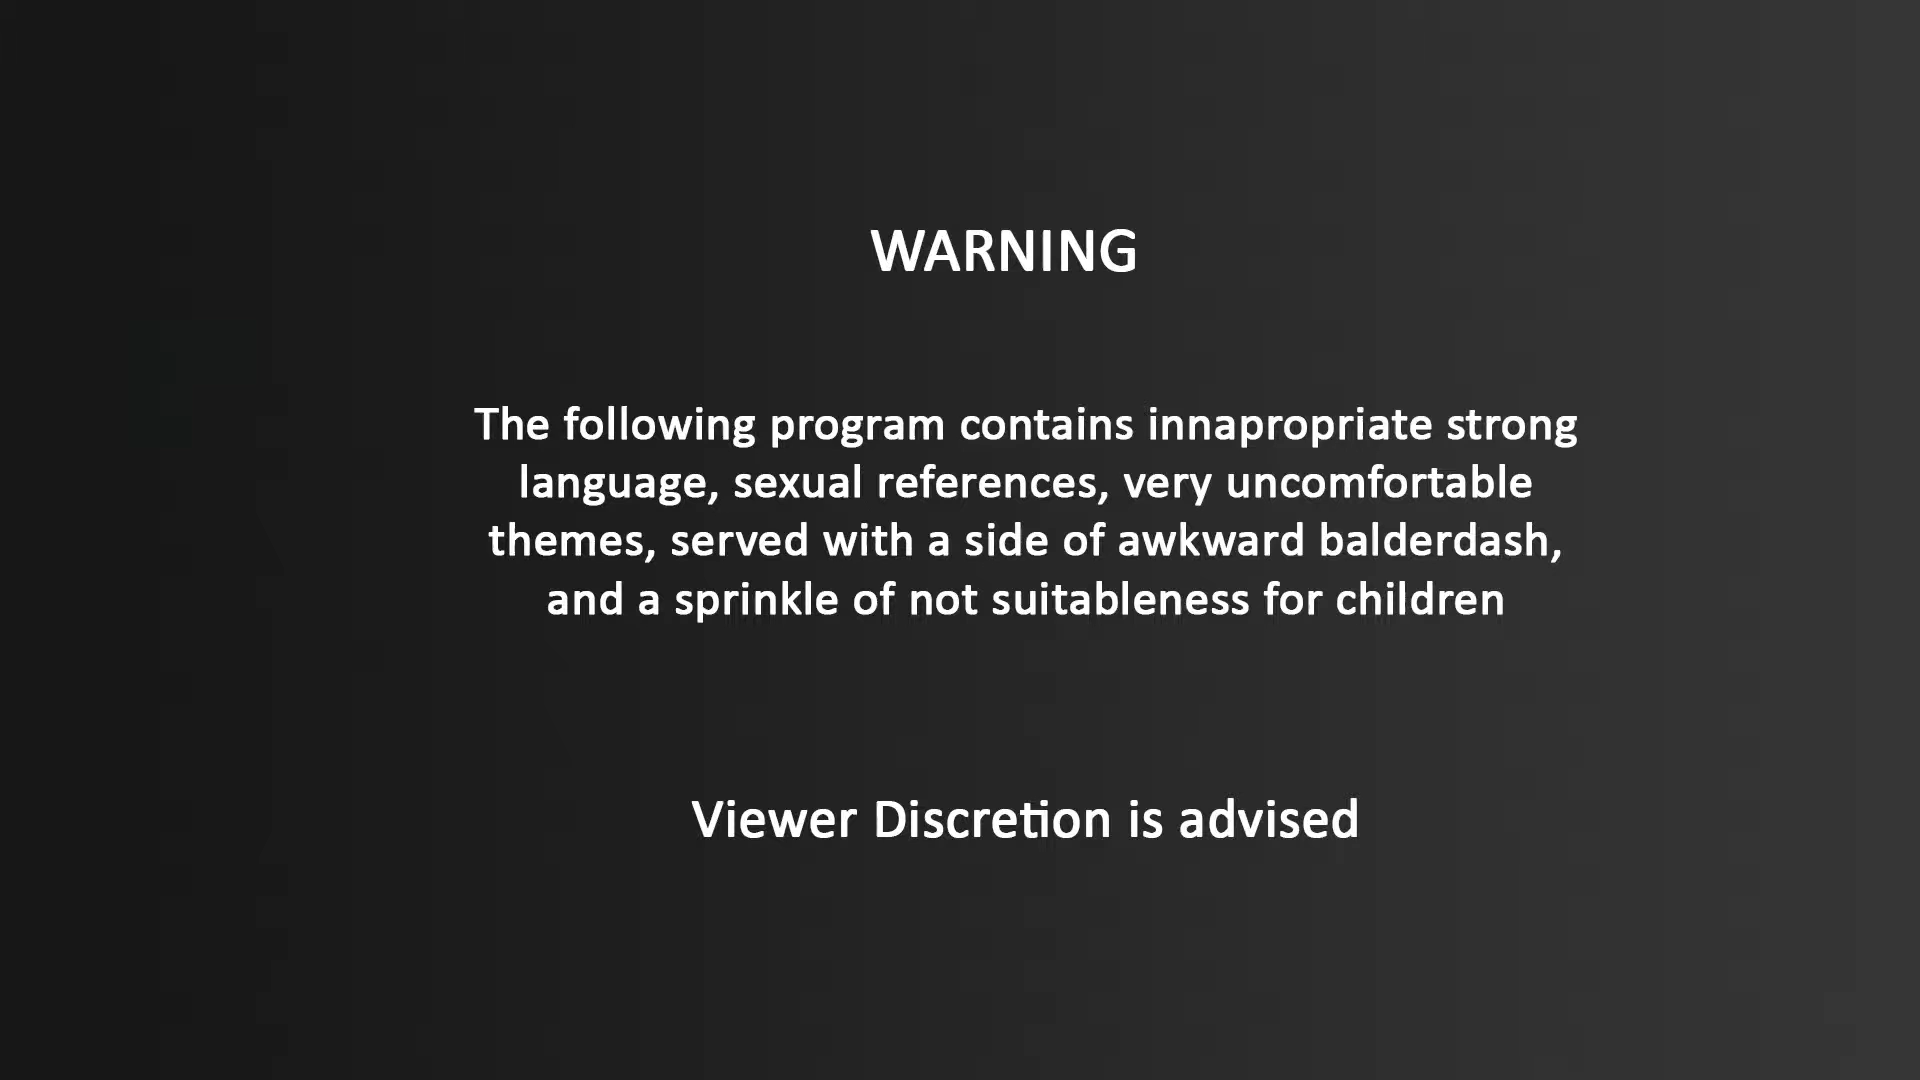 WARNING
The following program contains innapropriate strong
language, sexual references, very uncomfortable
themes, served with a side of awkward balderdash,
and a sprinkle of not suitableness for children
Viewer Discretion is advised